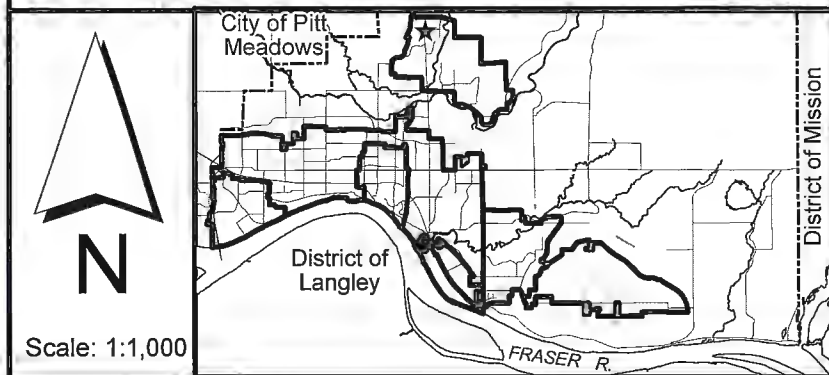 N
Scale: 1:1,000
City of Pitt
Meadows
District of
Langley
FRASER R.
District of Mission